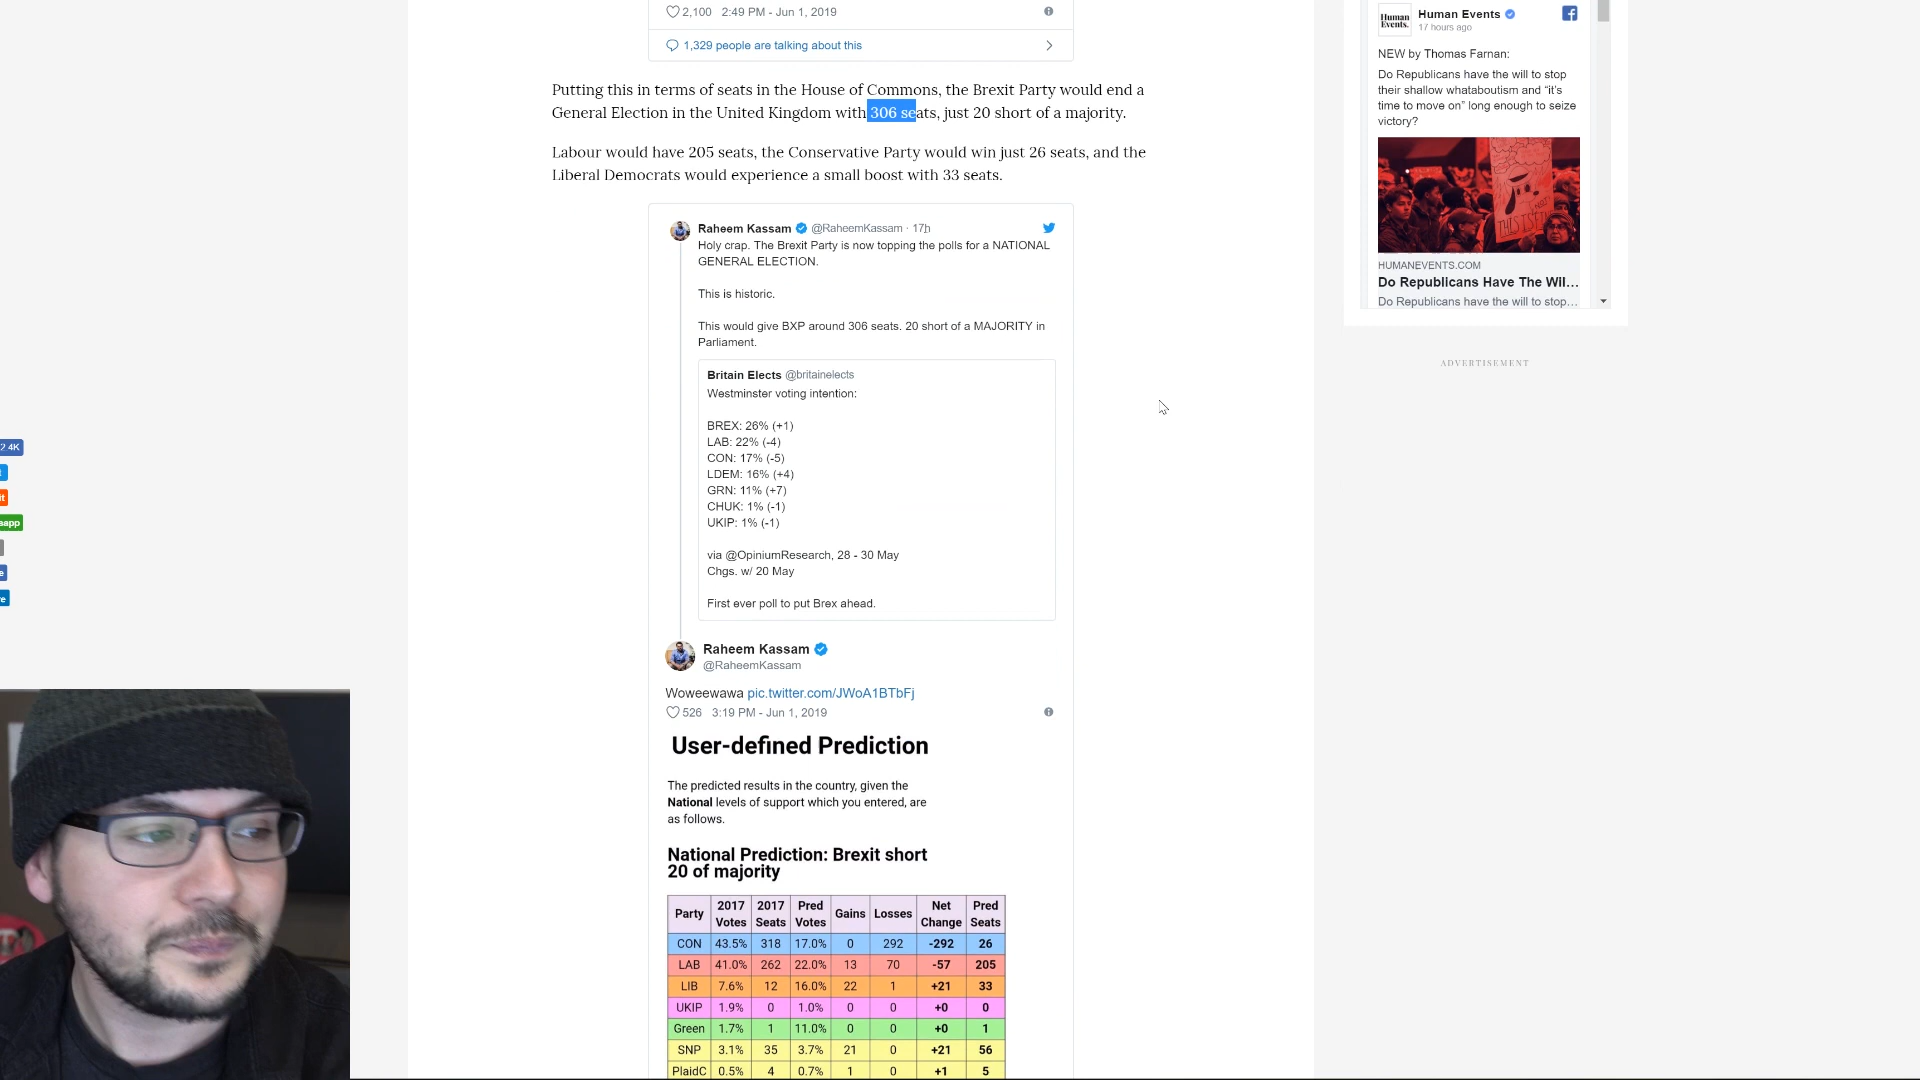 2,100 2:49 PM - Jun 1, 2019
1,329 people are talking about this
Putting this in terms of seats in the House of Commons, the Brexit Party would end a
General Election in the United Kingdom with 306 seats, just 20 short of a majority.
Labour would have 205 seats, the Conservative Party would win just 26 seats, and the
Liberal Democrats would experience a small boost with 33 seats.
Raheem Kassam @RaheemKassam · 17h
Holy crap. The Brexit Party is now topping the polls for a NATIONAL
GENERAL ELECTION.
This is historic.
This would give BXP around 306 seats. 20 short of a MAJORITY in
Parliament.
Britain Elects @britainelects
Westminster voting intention:
BREX: 26% (+1)
LAB: 22% (-4)
CON: 17% (-5)
LDEM: 16% (+4)
GRN: 11% (+7)
CHUK: 1% (-1)
UKIP: 1% (-1)
via @OpiniumResearch, 28 - 30 May
Chgs. w/ 20 May
First ever poll to put Brex ahead.
Raheem Kassam
@RaheemKassam
Woweewawa pic.twitter.com/JWoA1BTbFj
526 3:19 PM - Jun 1, 2019
User-defined Prediction
The predicted results in the country, given the
National levels of support which you entered, are
as follows.
National Prediction: Brexit short
20 of majority
Party 2017 Votes 2017 Seats Pred Votes Gains Losses Net Change Pred Seats
CON 43.5% 318 17.0% 0 292 -292 26
LAB 41.0% 262 22.0% 13 70 -57 205
LIB 7.6% 12 16.0% 22 1 +21 33
UKIP 1.9% 0 1.0% 0 0 +0 0
Green 1.7% 1 11.0% 0 0 +0 1
SNP 3.1% 35 3.7% 21 0 +21 56
PlaidC 0.5% 4 0.7% 1 0 +1 5
Human Events.
Human Events
17 hours ago
NEW by Thomas Farnan:
Do Republicans have the will to stop
their shallow whataboutism and “it’s
time to move on” long enough to seize
victory?
HUMANEVENTS.COM
Do Republicans Have The Wil...
Do Republicans have the will to stop...
ADVERTISEMENT
2.4K
t
it
sapp
e
re